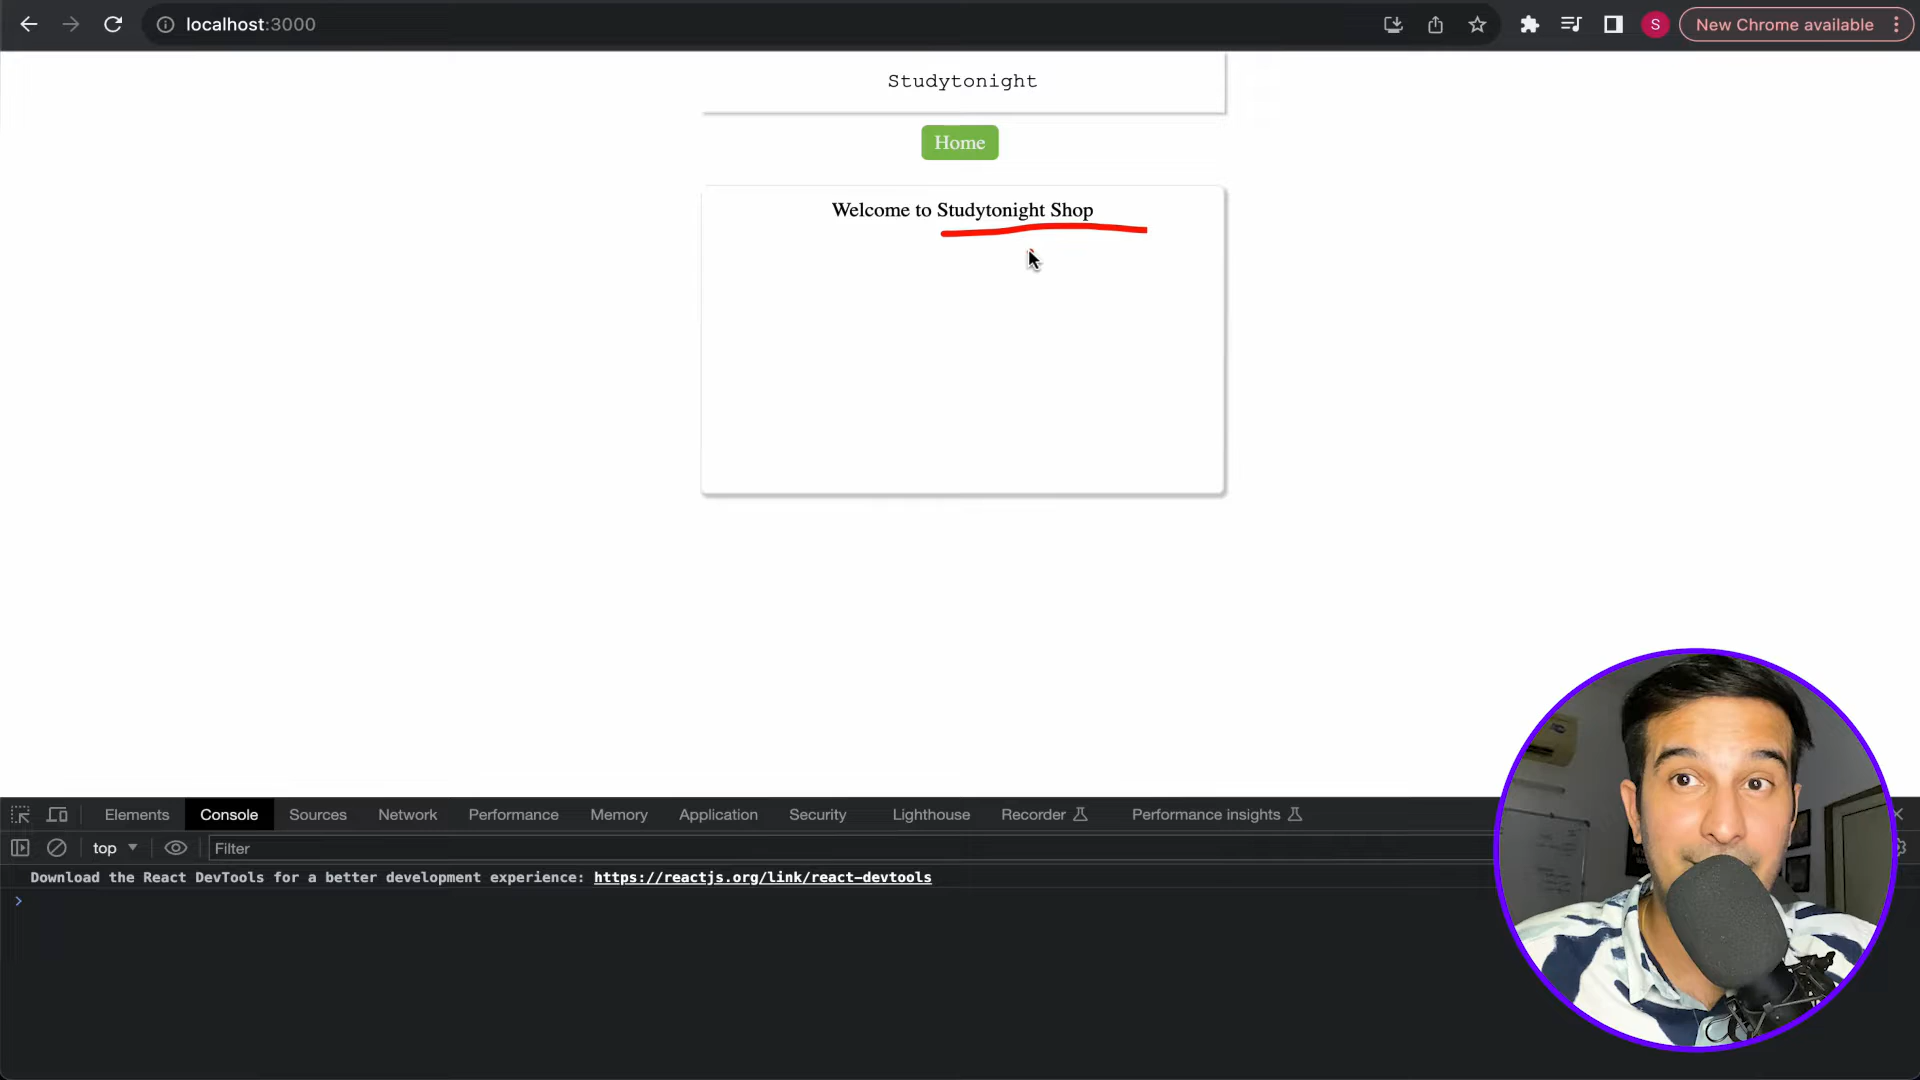 localhost:3000
S
New Chrome available
Studytonight
Home
Welcome to Studytonight Shop
Elements Console Sources Network Performance Memory Application Security Lighthouse Recorder Performance insights
top Filter
Download the React DevTools for a better development experience: https://reactjs.org/link/react-devtools